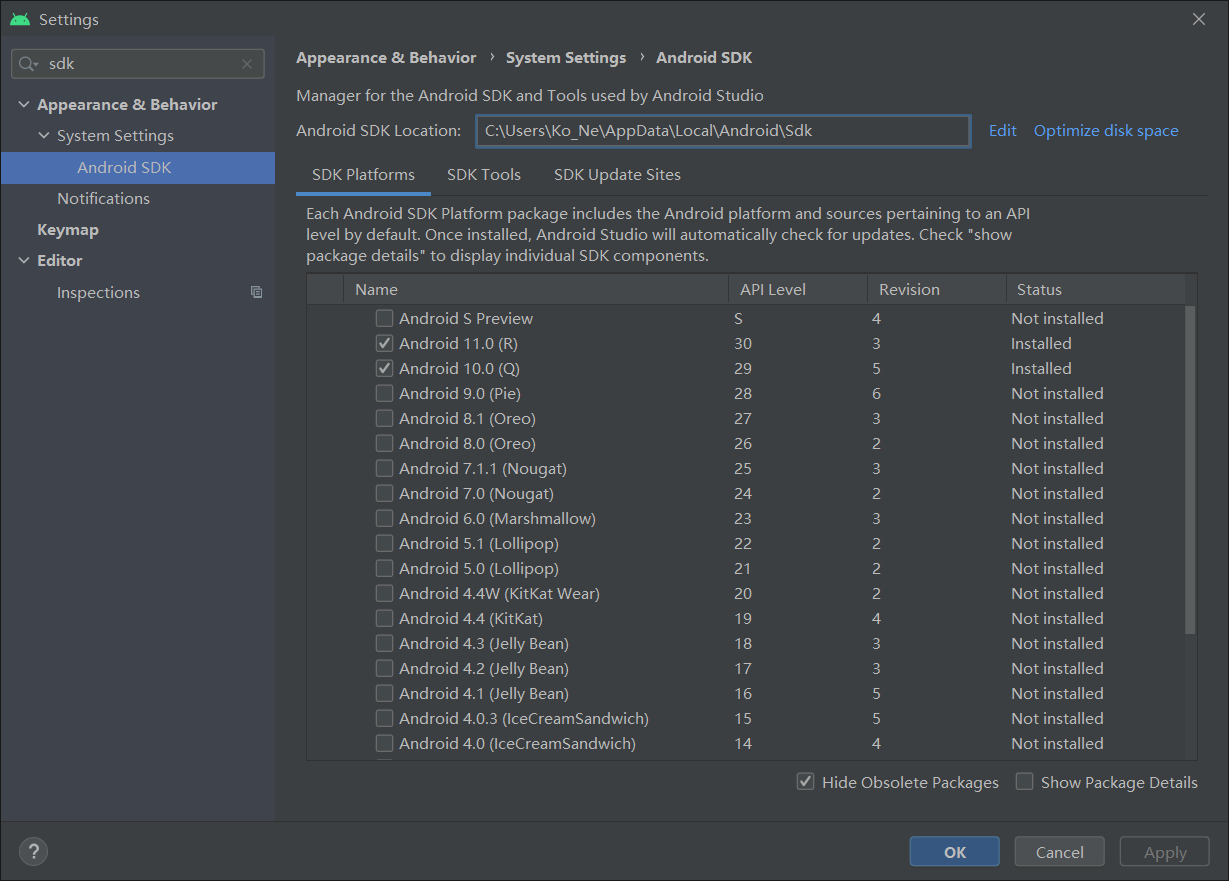 Settings
sdk
Appearance & Behavior
System Settings
Android SDK
Notifications
Keymap
Editor
Inspections
Appearance & Behavior › System Settings › Android SDK
Manager for the Android SDK and Tools used by Android Studio
Android SDK Location: C:\Users\Ko_Ne\AppData\Local\Android\Sdk Edit Optimize disk space
SDK Platforms SDK Tools SDK Update Sites
Each Android SDK Platform package includes the Android platform and sources pertaining to an API
level by default. Once installed, Android Studio will automatically check for updates. Check "show
package details" to display individual SDK components.
Name API Level Revision Status
Android S Preview S 4 Not installed
Android 11.0 (R) 30 3 Installed
Android 10.0 (Q) 29 5 Installed
Android 9.0 (Pie) 28 6 Not installed
Android 8.1 (Oreo) 27 3 Not installed
Android 8.0 (Oreo) 26 2 Not installed
Android 7.1.1 (Nougat) 25 3 Not installed
Android 7.0 (Nougat) 24 2 Not installed
Android 6.0 (Marshmallow) 23 3 Not installed
Android 5.1 (Lollipop) 22 2 Not installed
Android 5.0 (Lollipop) 21 2 Not installed
Android 4.4W (KitKat Wear) 20 2 Not installed
Android 4.4 (KitKat) 19 4 Not installed
Android 4.3 (Jelly Bean) 18 3 Not installed
Android 4.2 (Jelly Bean) 17 3 Not installed
Android 4.1 (Jelly Bean) 16 5 Not installed
Android 4.0.3 (IceCreamSandwich) 15 5 Not installed
Android 4.0 (IceCreamSandwich) 14 4 Not installed
Hide Obsolete Packages Show Package Details
? OK Cancel Apply